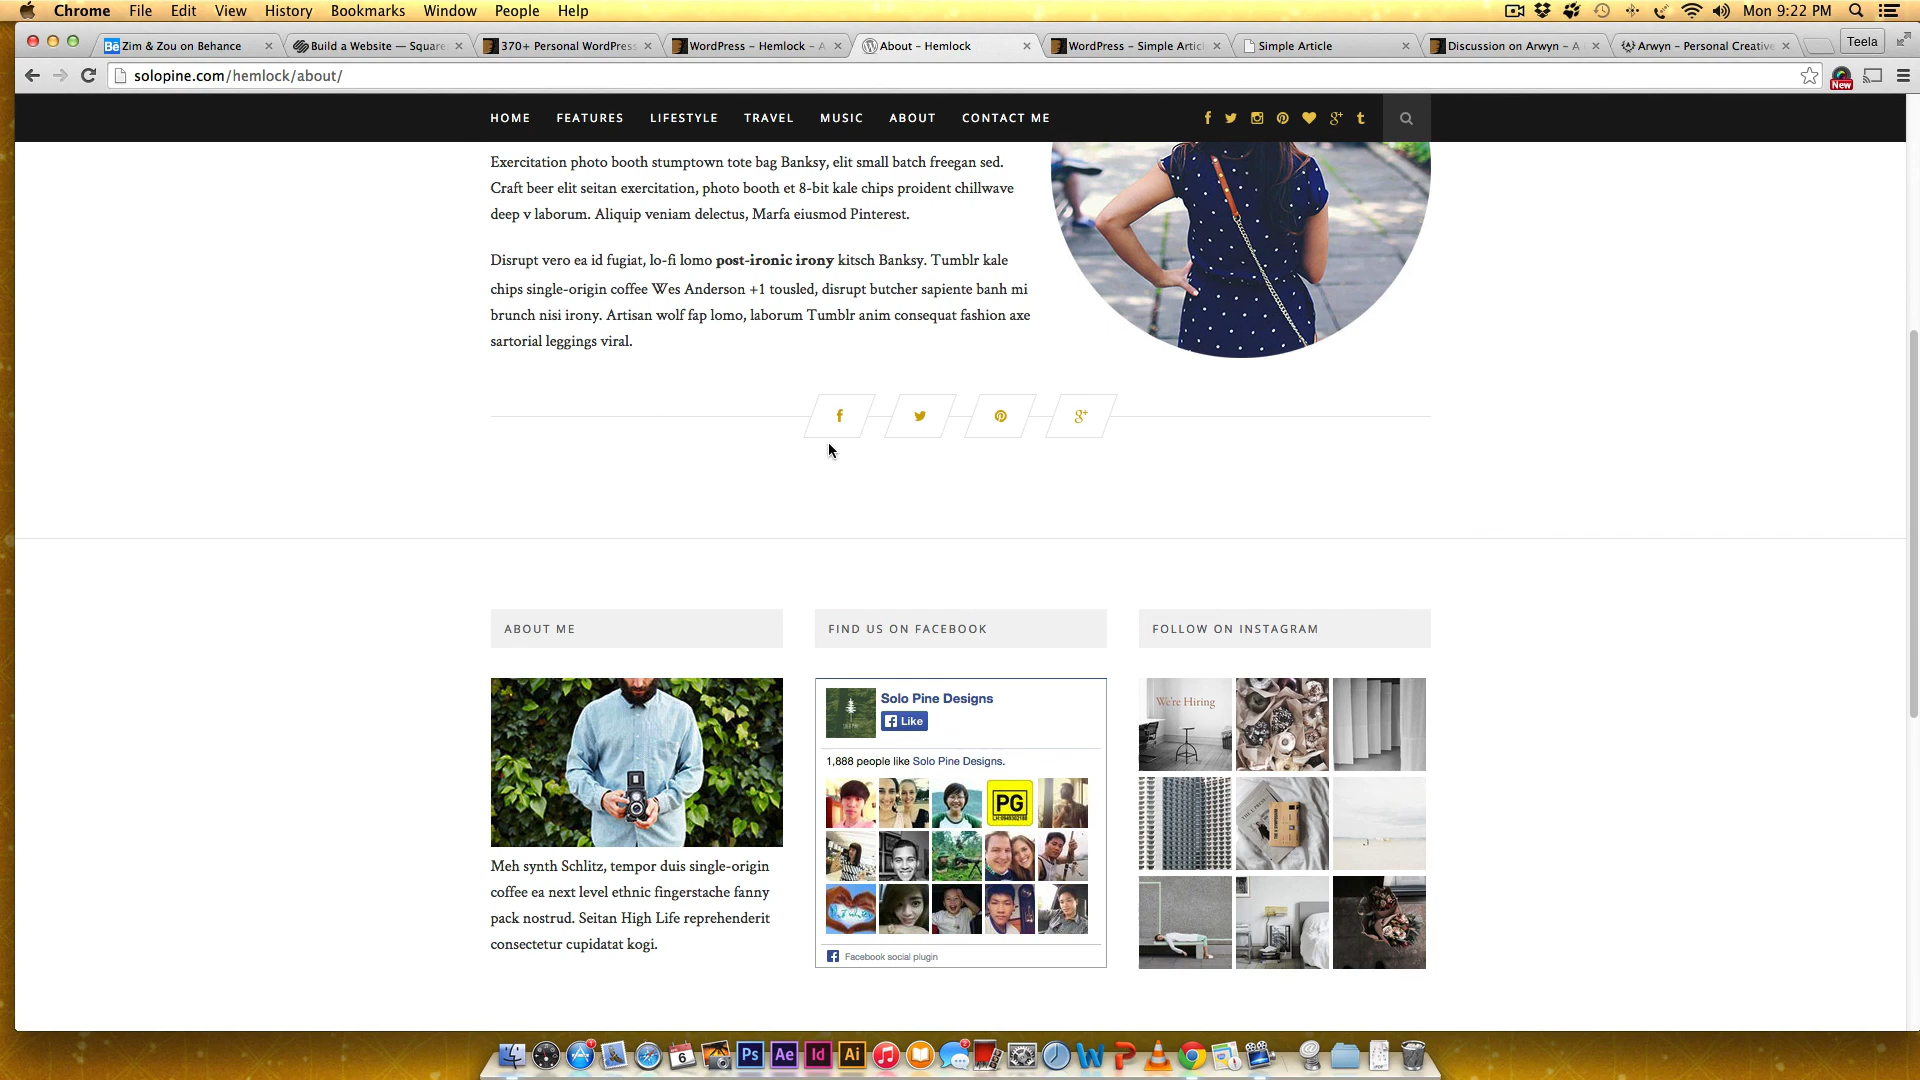 Chrome File Edit View History Bookmarks Window People Help Mon 9:22 PM
Bē Zim & Zou on Behance
Build a Website — Square
370+ Personal WordPress
WordPress – Hemlock – A
About – Hemlock
WordPress – Simple Artic
Simple Article
Discussion on Arwyn – A
Arwyn – Personal Creative
Teela
solopine.com/hemlock/about/
New
HOME FEATURES LIFESTYLE TRAVEL MUSIC ABOUT CONTACT ME
Exercitation photo booth stumptown tote bag Banksy, elit small batch freegan sed.
Craft beer elit seitan exercitation, photo booth et 8-bit kale chips proident chillwave
deep v laborum. Aliquip veniam delectus, Marfa eiusmod Pinterest.
Disrupt vero ea id fugiat, lo-fi lomo post-ironic irony kitsch Banksy. Tumblr kale
chips single-origin coffee Wes Anderson +1 tousled, disrupt butcher sapiente banh mi
brunch nisi irony. Artisan wolf fap lomo, laborum Tumblr anim consequat fashion axe
sartorial leggings viral.
ABOUT ME
Meh synth Schlitz, tempor duis single-origin
coffee ea next level ethnic fingerstache fanny
pack nostrud. Seitan High Life reprehenderit
consectetur cupidatat kogi.
FIND US ON FACEBOOK
Solo Pine Designs
Like
1,888 people like Solo Pine Designs.
PG
Facebook social plugin
FOLLOW ON INSTAGRAM
We're Hiring
6
Ps
Ae
Id
Ai